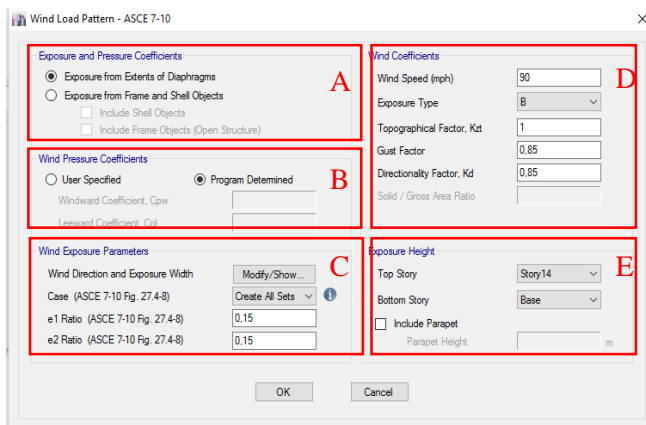 Wind Load Pattern - ASCE 7-10
Exposure and Pressure Coefficients
Exposure from Extents of Diaphragms
Exposure from Frame and Shell Objects
Include Shell Objects
Include Frame Objects (Open Structure)
A
Wind Pressure Coefficients
User Specified Program Determined
Windward Coefficient, Cpw
Leeward Coefficient, Cpl
B
Wind Exposure Parameters
Wind Direction and Exposure Width Modify/Show...
Case (ASCE 7-10 Fig. 27.4-8) Create All Sets
e1 Ratio (ASCE 7-10 Fig. 27.4-8) 0,15
e2 Ratio (ASCE 7-10 Fig. 27.4-8) 0,15
C
Wind Coefficients
Wind Speed (mph) 90
Exposure Type B
Topographical Factor, Kzt 1
Gust Factor 0,85
Directionality Factor, Kd 0,85
Solid / Gross Area Ratio
D
Exposure Height
Top Story Story14
Bottom Story Base
Include Parapet
Parapet Height m
E
OK Cancel